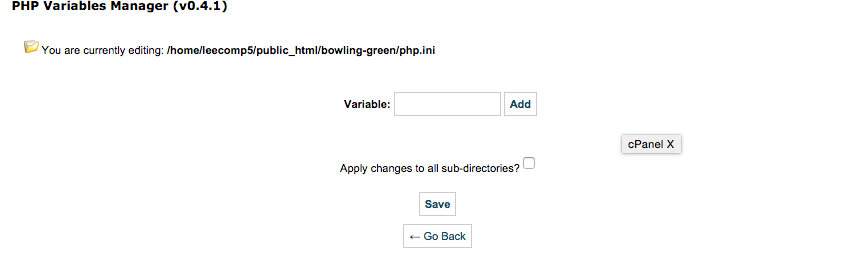 PHP Variables Manager (v0.4.1)
You are currently editing: /home/leecomp5/public_html/bowling-green/php.ini
Variable: Add
cPanel X
Apply changes to all sub-directories?
Save
← Go Back